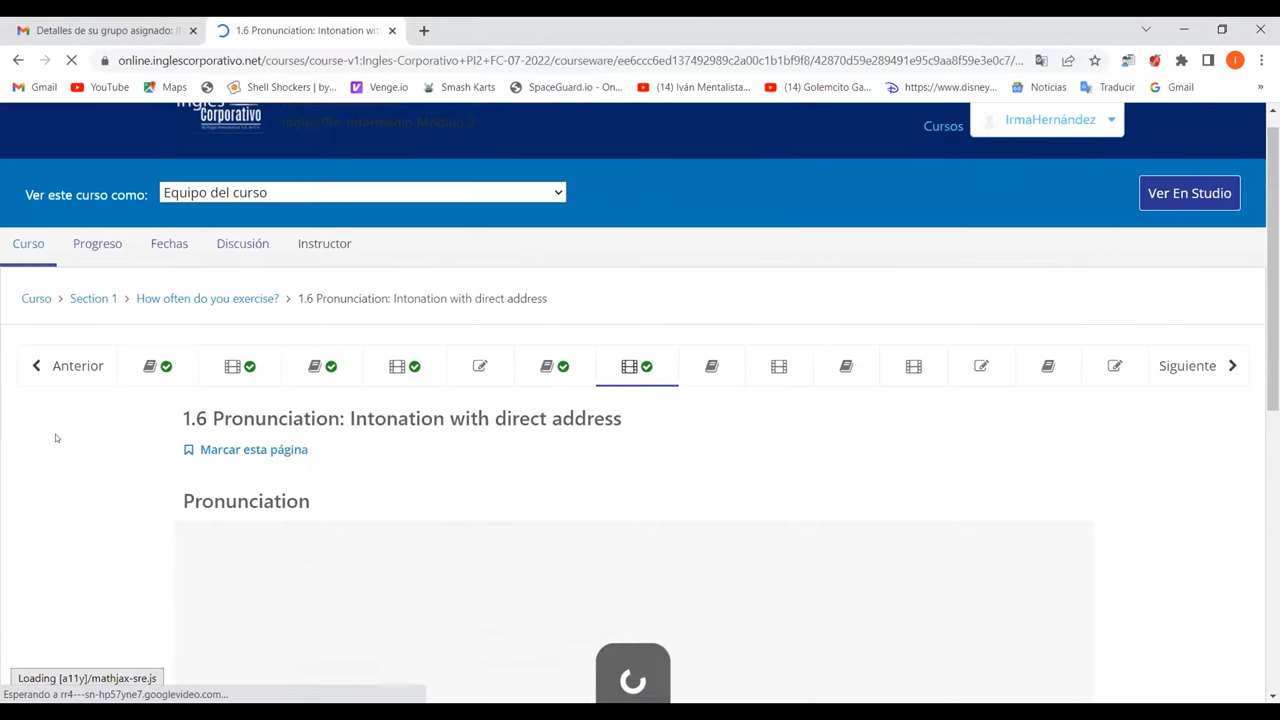 Detalles de su grupo asignado: I
1.6 Pronunciation: Intonation wit
online.inglescorporativo.net/courses/course-v1:Ingles-Corporativo+PI2+FC-07-2022/courseware/ee6ccc6ed137492989c2a00c1b1bf9f8/42870d59e289491e95c9aa8f59e3e0c7/...
Gmail YouTube Maps Shell Shockers | by... Venge.io Smash Karts SpaceGuard.io - On... (14) Iván Mentalista... (14) Golemcito Ga... https://www.disney... Noticias Traducir Gmail
Corporativo
Inglés Pre-Intermedio Módulo 2
Cursos IrmaHernández
Ver este curso como: Equipo del curso Ver En Studio
Curso Progreso Fechas Discusión Instructor
Curso > Section 1 > How often do you exercise? > 1.6 Pronunciation: Intonation with direct address
Anterior Siguiente
1.6 Pronunciation: Intonation with direct address
Marcar esta página
Pronunciation
Loading [a11y]/mathjax-sre.js
Esperando a rr4---sn-hp57yne7.googlevideo.com...